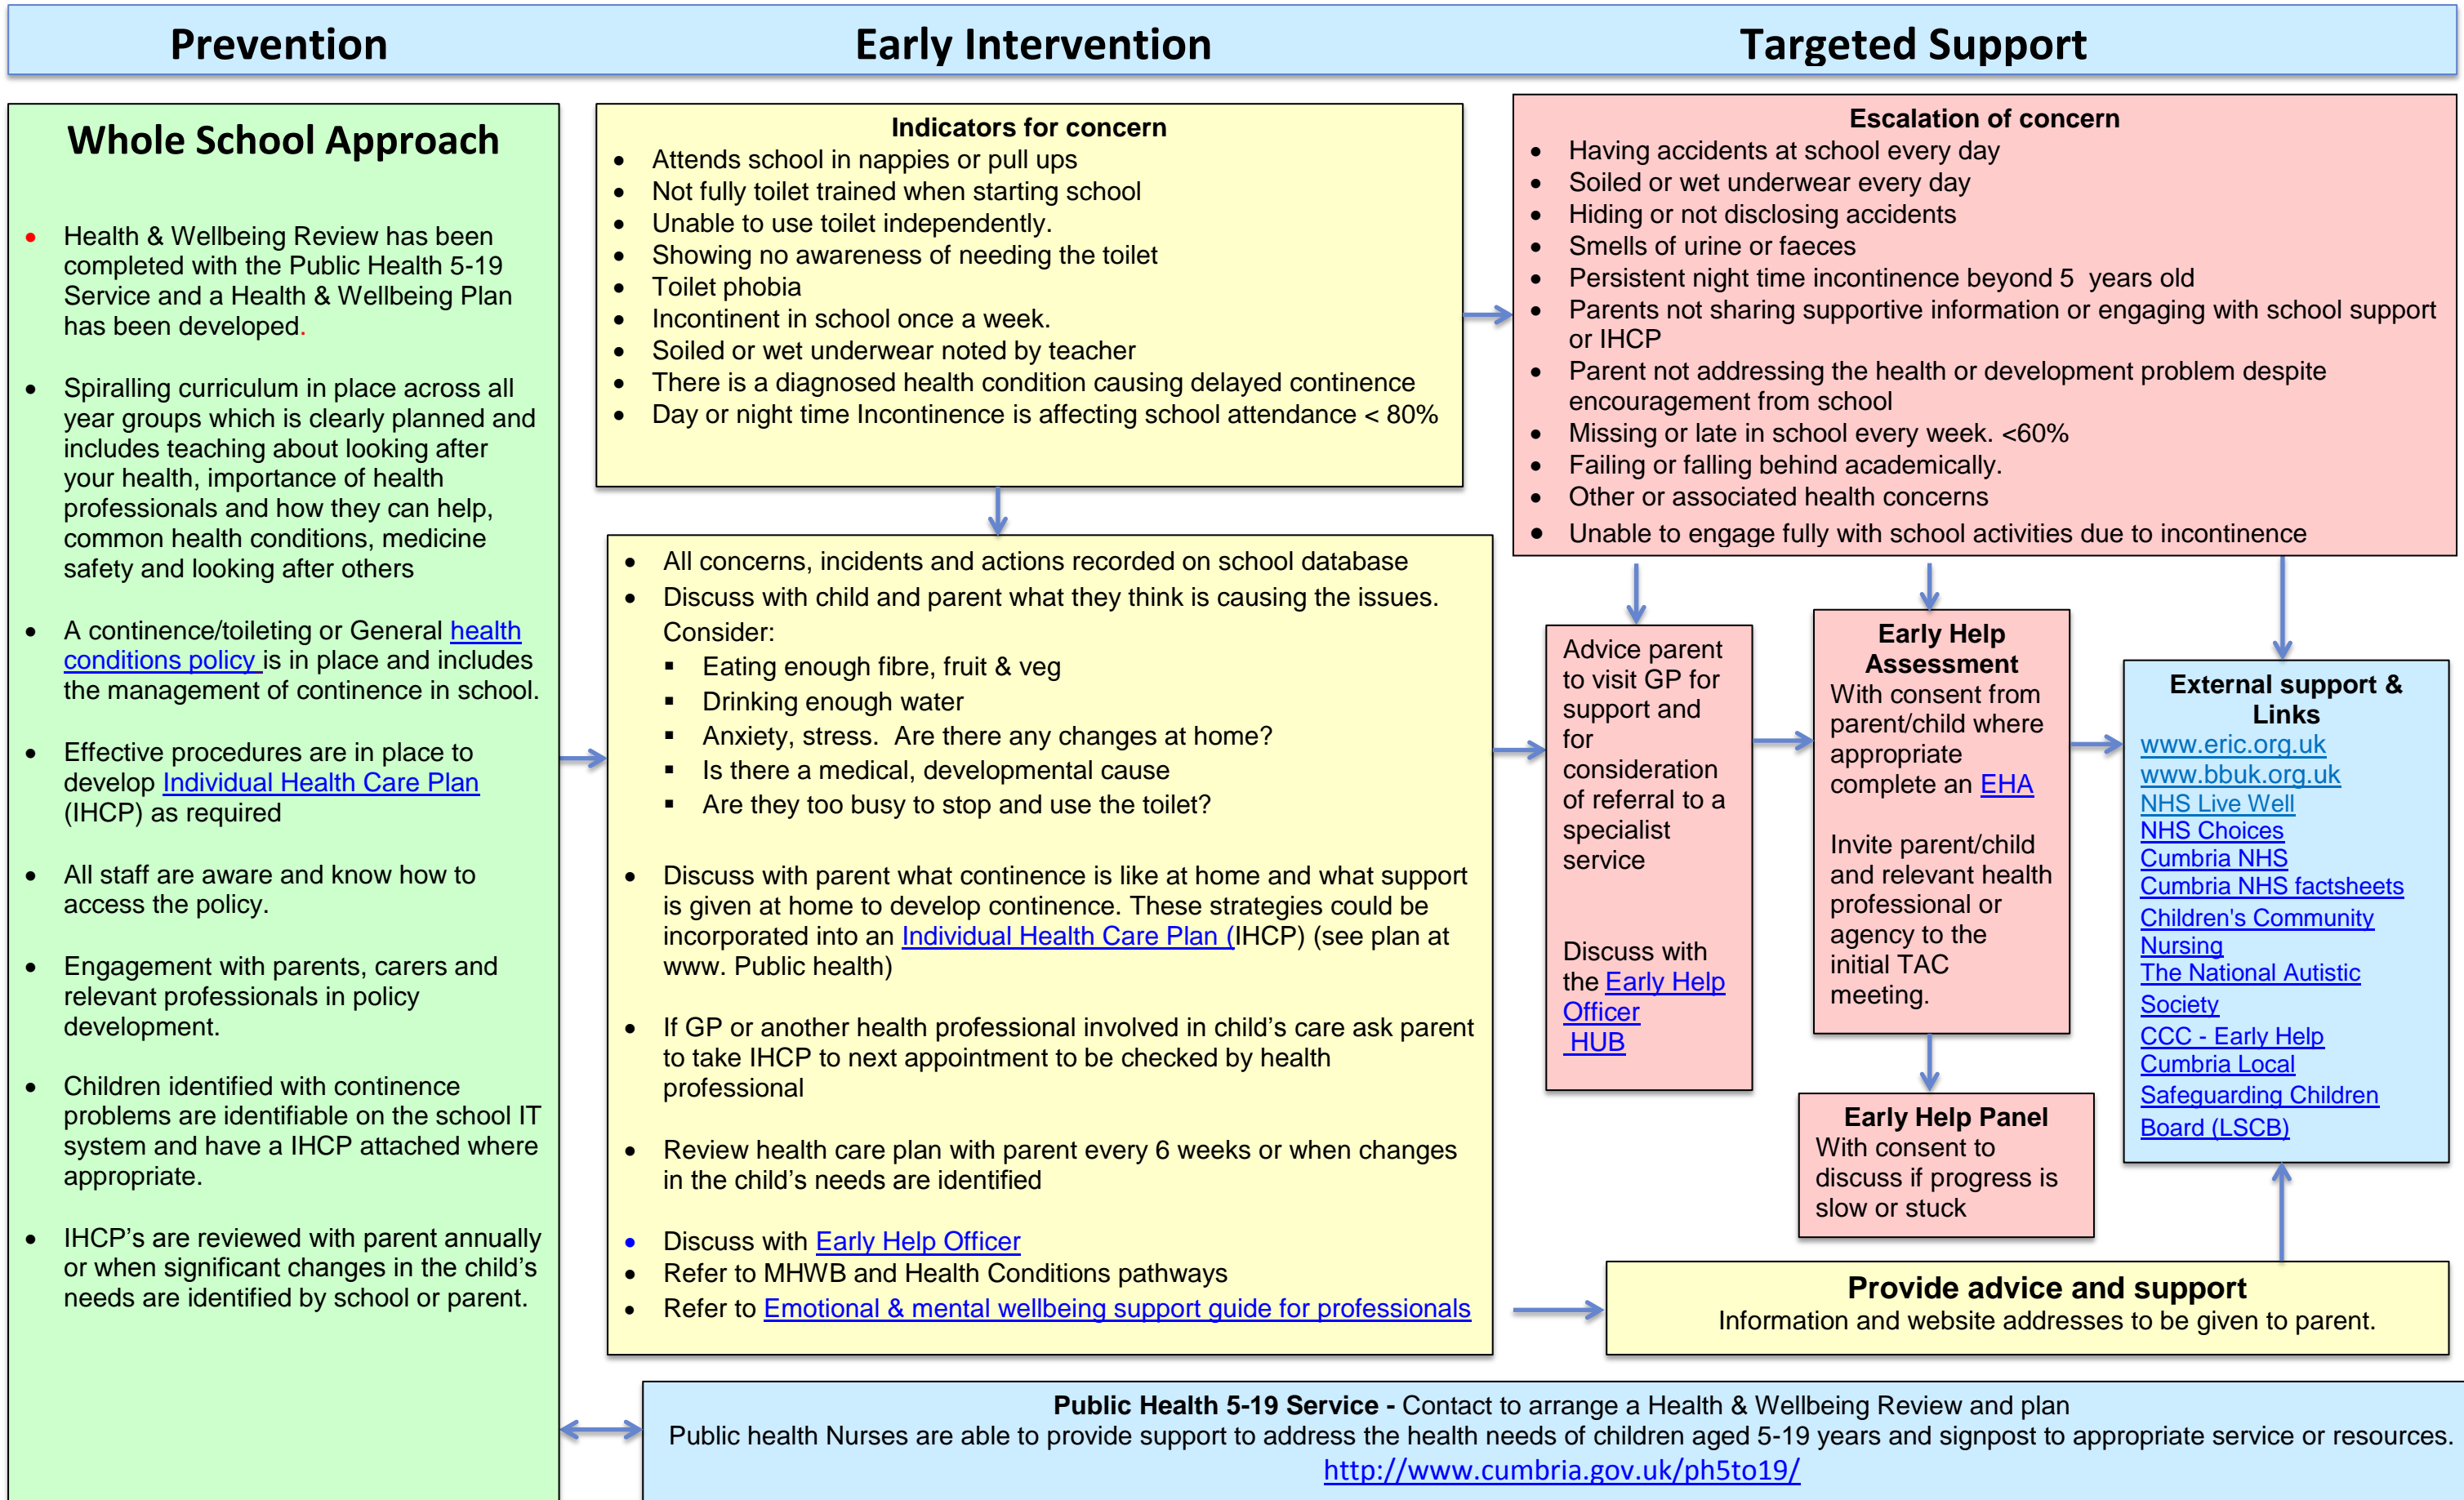 Prevention
Early Intervention
Targeted Support
Whole School Approach
• Health & Wellbeing Review has been
completed with the Public Health 5-19
Service and a Health & Wellbeing Plan
has been developed.
• Spiralling curriculum in place across all
year groups which is clearly planned and
includes teaching about looking after
your health, importance of health
professionals and how they can help,
common health conditions, medicine
safety and looking after others
• A continence/toileting or General health
conditions policy is in place and includes
the management of continence in school.
• Effective procedures are in place to
develop Individual Health Care Plan
(IHCP) as required
• All staff are aware and know how to
access the policy.
• Engagement with parents, carers and
relevant professionals in policy
development.
• Children identified with continence
problems are identifiable on the school IT
system and have a IHCP attached where
appropriate.
• IHCP’s are reviewed with parent annually
or when significant changes in the child’s
needs are identified by school or parent.
Indicators for concern
• Attends school in nappies or pull ups
• Not fully toilet trained when starting school
• Unable to use toilet independently.
• Showing no awareness of needing the toilet
• Toilet phobia
• Incontinent in school once a week.
• Soiled or wet underwear noted by teacher
• There is a diagnosed health condition causing delayed continence
• Day or night time Incontinence is affecting school attendance < 80%
• All concerns, incidents and actions recorded on school database
• Discuss with child and parent what they think is causing the issues.
Consider:
▪ Eating enough fibre, fruit & veg
▪ Drinking enough water
▪ Anxiety, stress. Are there any changes at home?
▪ Is there a medical, developmental cause
▪ Are they too busy to stop and use the toilet?
• Discuss with parent what continence is like at home and what support
is given at home to develop continence. These strategies could be
incorporated into an Individual Health Care Plan (IHCP) (see plan at
www. Public health)
• If GP or another health professional involved in child’s care ask parent
to take IHCP to next appointment to be checked by health
professional
• Review health care plan with parent every 6 weeks or when changes
in the child’s needs are identified
• Discuss with Early Help Officer
• Refer to MHWB and Health Conditions pathways
• Refer to Emotional & mental wellbeing support guide for professionals
Escalation of concern
• Having accidents at school every day
• Soiled or wet underwear every day
• Hiding or not disclosing accidents
• Smells of urine or faeces
• Persistent night time incontinence beyond 5 years old
• Parents not sharing supportive information or engaging with school support
or IHCP
• Parent not addressing the health or development problem despite
encouragement from school
• Missing or late in school every week. <60%
• Failing or falling behind academically.
• Other or associated health concerns
• Unable to engage fully with school activities due to incontinence
Advice parent
to visit GP for
support and
for
consideration
of referral to a
specialist
service
Discuss with
the Early Help
Officer
HUB
Early Help
Assessment
With consent from
parent/child where
appropriate
complete an EHA
Invite parent/child
and relevant health
professional or
agency to the
initial TAC
meeting.
Early Help Panel
With consent to
discuss if progress is
slow or stuck
External support &
Links
www.eric.org.uk
www.bbuk.org.uk
NHS Live Well
NHS Choices
Cumbria NHS
Cumbria NHS factsheets
Children's Community
Nursing
The National Autistic
Society
CCC - Early Help
Cumbria Local
Safeguarding Children
Board (LSCB)
Provide advice and support
Information and website addresses to be given to parent.
Public Health 5-19 Service - Contact to arrange a Health & Wellbeing Review and plan
Public health Nurses are able to provide support to address the health needs of children aged 5-19 years and signpost to appropriate service or resources.
http://www.cumbria.gov.uk/ph5to19/